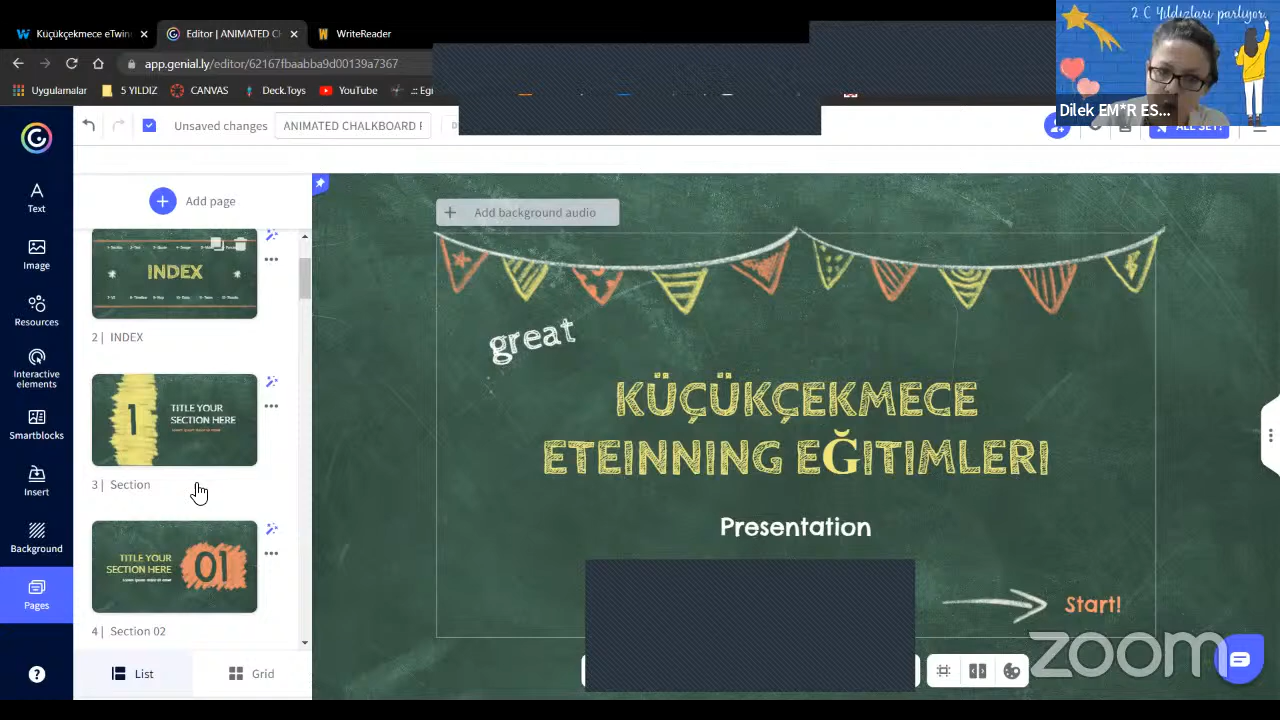 Küçükçekmece eTwin
Editor | ANIMATED C
WriteReader
app.genial.ly/editor/62167fbaabba9d00139a7367
Uygulamalar
5 YILDIZ
CANVAS
Deck.Toys
YouTube
2 C Yıldızları parlıyor.
Dilek EM*R ES...
Unsaved changes
ANIMATED CHALKBOARD
ALL SET!
Text
Image
Resources
Interactive
elements
Smartblocks
Insert
Background
Pages
Add page
INDEX
2 | INDEX
1
TITLE YOUR
SECTION HERE
3 | Section
TITLE YOUR
SECTION HERE
01
4 | Section 02
List
Grid
Add background audio
great
KÜÇÜKÇEKMECE
ETEINNING EĞITIMLERI
Presentation
Start!
zoom